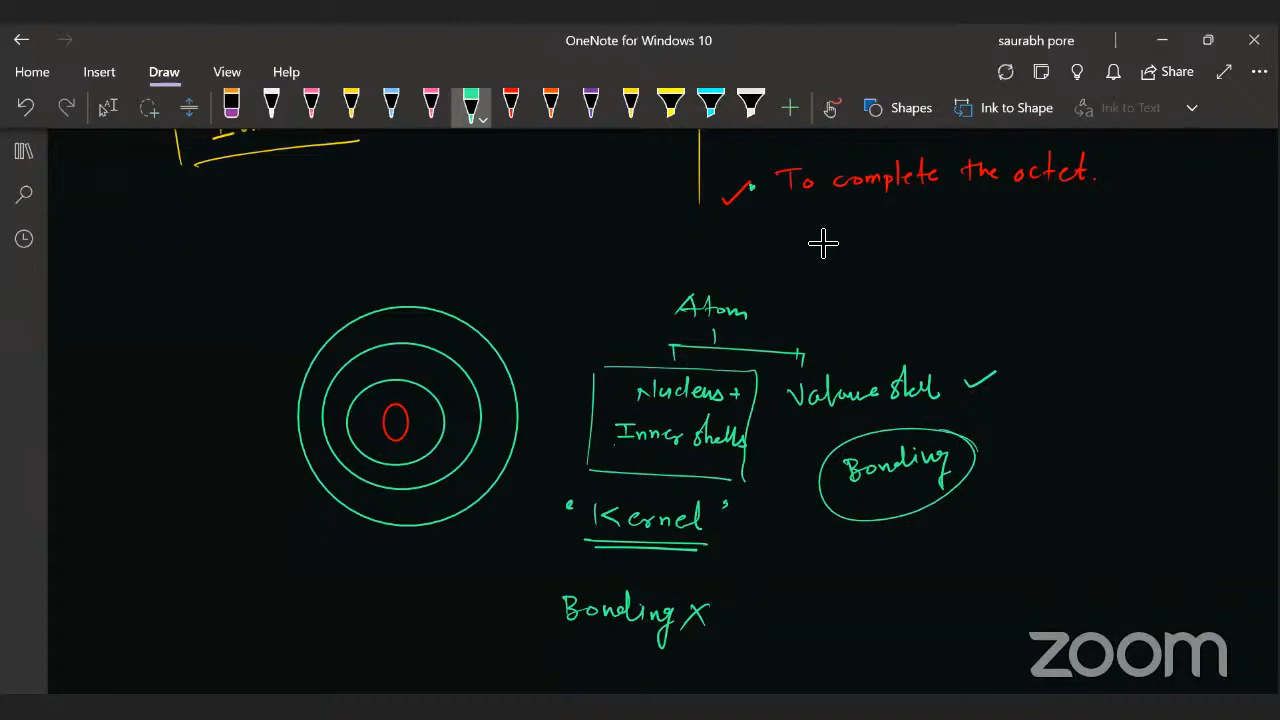 OneNote for Windows 10
saurabh pore
Home
Insert
Draw
View
Help
Share
Shapes
Ink to Shape
Ink to Text
To complete the octet.
Atom
Nucleus +
Inner shells
Valance shell
Bonding
" Kernel "
Bonding X
zoom